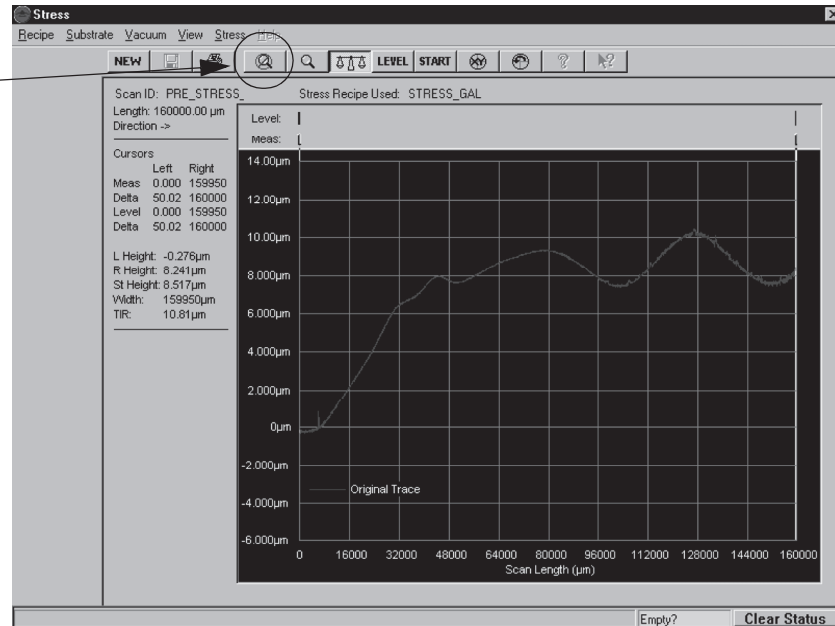 Stress
Recipe Substrate Vacuum View Stress Help
NEW LEVEL START XY ? ?
Scan ID: PRE_STRESS_ Stress Recipe Used: STRESS_GAL
Length: 160000.00 µm
Direction ->
Level:
Meas:
Cursors
Left Right
Meas 0.000 159950
Delta 50.02 160000
Level 0.000 159950
Delta 50.02 160000
L Height: -0.276µm
R Height: 8.241µm
St Height: 8.517µm
Width: 159950µm
TIR: 10.81µm
14.00µm
12.00µm
10.00µm
8.000µm
6.000µm
4.000µm
2.000µm
0µm
-2.000µm
-4.000µm
-6.000µm
Original Trace
0 16000 32000 48000 64000 80000 96000 112000 128000 144000 160000
Scan Length (µm)
Empty? Clear Status